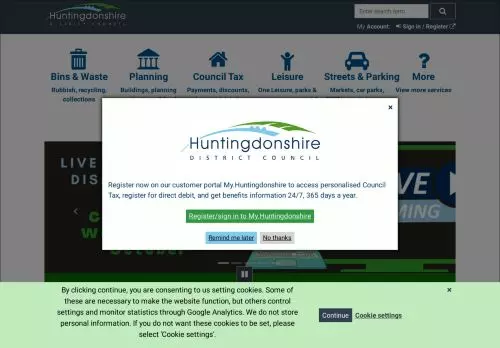 Huntingdonshire
DISTRICT COUNCIL
Enter search term
My Account: Sign in / Register
Bins & Waste
Planning
Council Tax
Leisure
Streets & Parking
More
Rubbish, recycling,
collections
Buildings, planning
Payments, discounts,
One Leisure, parks &
Markets, car parks,
View more services
×
Huntingdonshire
DISTRICT COUNCIL
Register now on our customer portal My.Huntingdonshire to access personalised Council
Tax, register for direct debit, and get benefits information 24/7, 365 days a year.
Register/sign in to My.Huntingdonshire
Remind me later
No thanks
LIVE
October
By clicking continue, you are consenting to us setting cookies. Some of
these are necessary to make the website function, but others control
settings and monitor statistics through Google Analytics. We do not store
personal information. If you do not want these cookies to be set, please
select 'Cookie settings'.
×
Continue
Cookie settings